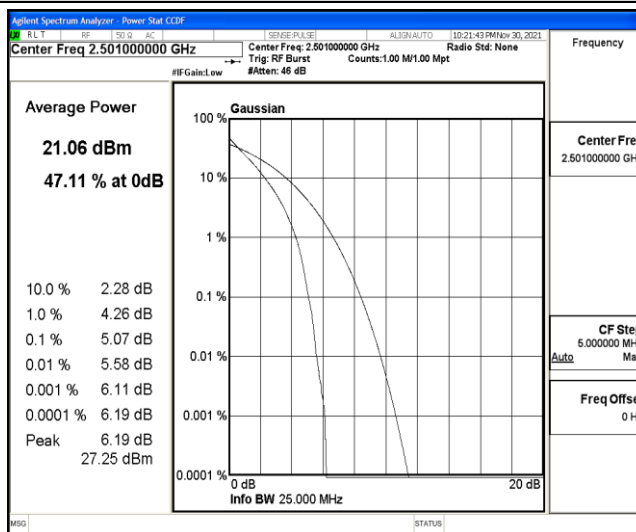 Agilent Spectrum Analyzer - Power Stat CCDF
LXI RLT RF 50 Ω AC SENSE:PULSE ALIGNAUTO 10:21:43 PM Nov 30, 2021
Center Freq 2.501000000 GHz
Center Freq: 2.501000000 GHz Radio Std: None
Trig: RF Burst Counts:1.00 M/1.00 Mpt
#IFGain:Low #Atten: 46 dB
Frequency
Average Power
21.06 dBm
47.11 % at 0dB
10.0 % 2.28 dB
1.0 % 4.26 dB
0.1 % 5.07 dB
0.01 % 5.58 dB
0.001 % 6.11 dB
0.0001 % 6.19 dB
Peak 6.19 dB
27.25 dBm
Gaussian
100 %
10 %
1 %
0.1 %
0.01 %
0.001 %
0.0001 %
0 dB 20 dB
Info BW 25.000 MHz
Center Fre
2.501000000 GH
CF Ste
5.000000 MH
Auto Ma
Freq Offse
0 H
MSG STATUS